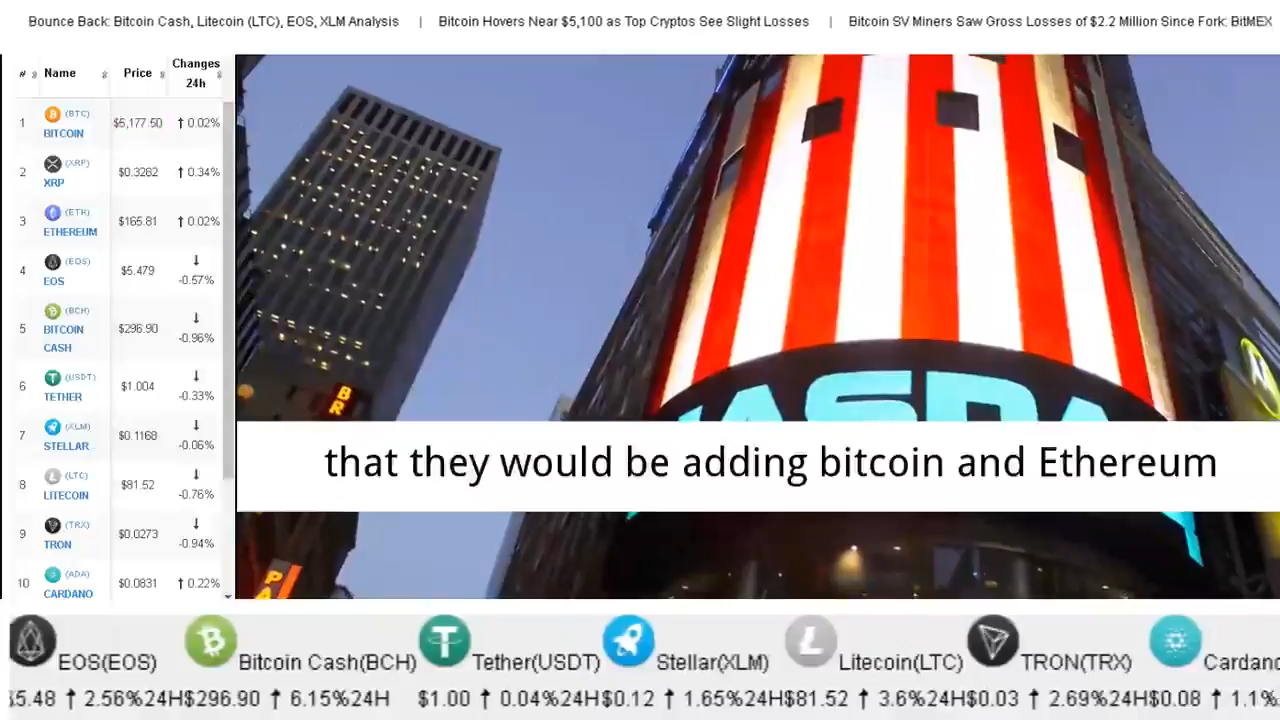 Bounce Back: Bitcoin Cash, Litecoin (LTC), EOS, XLM Analysis | Bitcoin Hovers Near $5,100 as Top Cryptos See Slight Losses | Bitcoin SV Miners Saw Gross Losses of $2.2 Million Since Fork: BitMEX
# Name Price Changes 24h
1 (BTC) BITCOIN $5,177.50 ↑ 0.02%
2 (XRP) XRP $0.3262 ↑ 0.34%
3 (ETH) ETHEREUM $165.81 ↑ 0.02%
4 (EOS) EOS $5.479 ↓ -0.57%
5 (BCH) BITCOIN CASH $296.90 ↓ -0.96%
6 (USDT) TETHER $1.004 ↓ -0.33%
7 (XLM) STELLAR $0.1168 ↓ -0.06%
8 (LTC) LITECOIN $81.52 ↓ -0.76%
9 (TRX) TRON $0.0273 ↓ -0.94%
10 (ADA) CARDANO $0.0831 ↑ 0.22%
BR
ASDA
that they would be adding bitcoin and Ethereum
PA
EOS(EOS) Bitcoin Cash(BCH) Tether(USDT) Stellar(XLM) Litecoin(LTC) TRON(TRX) Cardano
$5.48 ↑ 2.56%24H $296.90 ↑ 6.15%24H $1.00 ↑ 0.04%24H $0.12 ↑ 1.65%24H $81.52 ↑ 3.6%24H $0.03 ↑ 2.69%24H $0.08 ↑ 1.1%